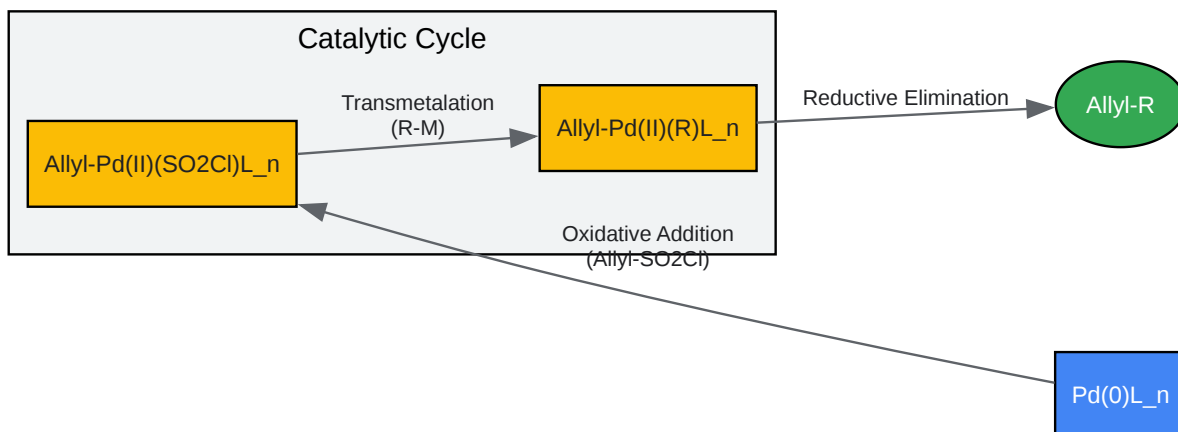 Catalytic Cycle
Transmetalation
(R-M)
Allyl-Pd(II)(SO2Cl)L_n
Allyl-Pd(II)(R)L_n
Reductive Elimination
Allyl-R
Oxidative Addition
(Allyl-SO2Cl)
Pd(0)L_n